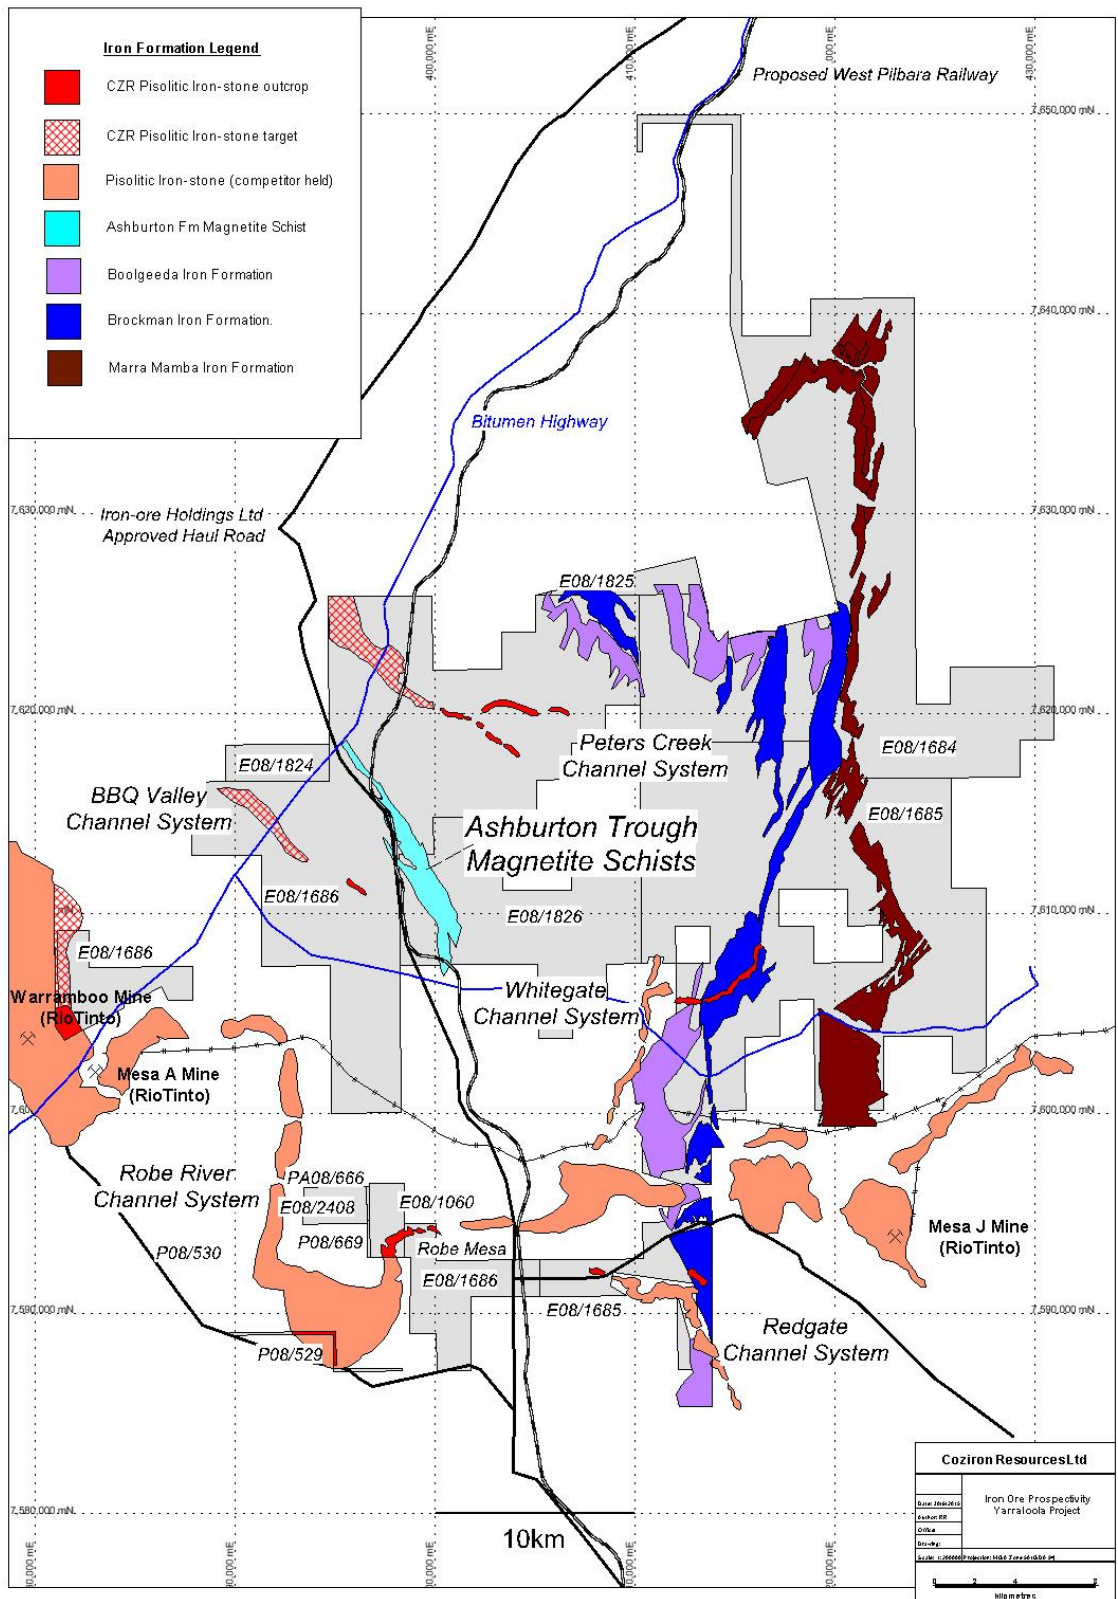 Iron Formation Legend
CZR Pisolitic Iron-stone outcrop
CZR Pisolitic Iron-stone target
Pisolitic Iron-stone (competitor held)
Ashburton Fm Magnetite Schist
Boolgeeda Iron Formation
Brockman Iron Formation.
Marra Mamba Iron Formation
400,000 mE
410,000 mE
430,000 mE
Proposed West Pilbara Railway
7,650,000 mN
7,640,000 mN
Bitumen Highway
7,630,000 mN
Iron-ore Holdings Ltd
Approved Haul Road
7,630,000 mN
E08/1825
7,620,000 mN
7,620,000 mN
Peters Creek
Channel System
E08/1684
E08/1824
BBQ Valley
Channel System
E08/1685
Ashburton Trough
Magnetite Schists
E08/1686
E08/1826
7,610,000 mN
E08/1686
Whitegate
Channel System
Warramboo Mine
(RioTinto)
Mesa A Mine
(RioTinto)
7,600,000 mN
Robe River
Channel System
PA08/666
E08/2408
E08/1060
P08/669
Robe Mesa
Mesa J Mine
(RioTinto)
P08/530
E08/1686
E08/1685
7,590,000 mN
7,590,000 mN
Redgate
Channel System
P08/529
7,580,000 mN
10km
Coziron Resources Ltd
Iron Ore Prospectivity
Yarraloola Project
Author: RR
Office:
Drawing:
kilometres